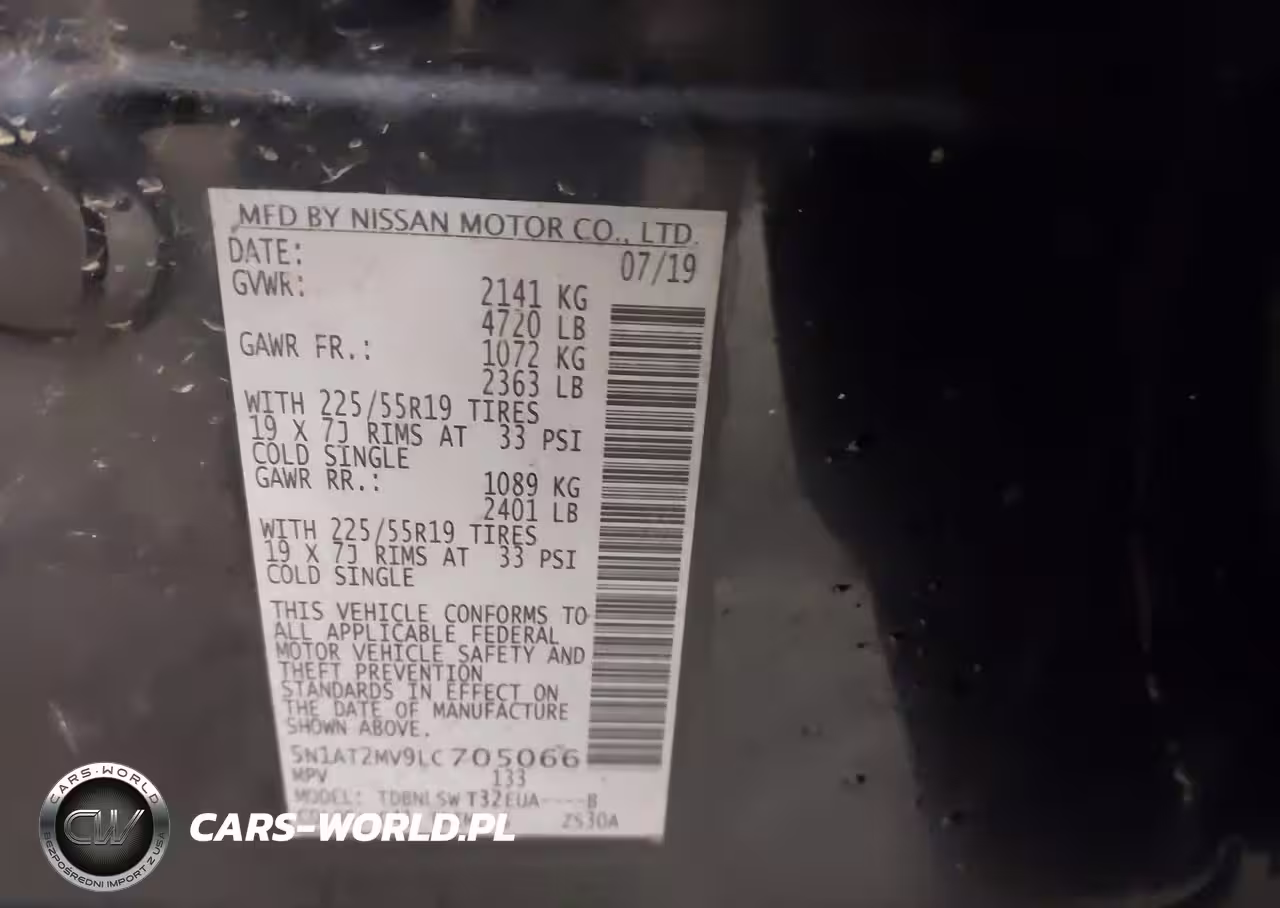 MFD BY NISSAN MOTOR CO., LTD.
DATE: 07/19
GVWR: 2141 KG
4720 LB
GAWR FR.: 1072 KG
2363 LB
WITH 225/55R19 TIRES
19 X 7J RIMS AT 33 PSI
COLD SINGLE
GAWR RR.: 1089 KG
2401 LB
WITH 225/55R19 TIRES
19 X 7J RIMS AT 33 PSI
COLD SINGLE
THIS VEHICLE CONFORMS TO
ALL APPLICABLE FEDERAL
MOTOR VEHICLE SAFETY AND
THEFT PREVENTION
STANDARDS IN EFFECT ON
THE DATE OF MANUFACTURE
SHOWN ABOVE.
5N1AT2MV9LC705066
MPV 133
MODEL: TDBNLSW T32EUA----B
2S30A
CARS-WORLD
CW
BEZPOŚREDNI IMPORT Z USA
CARS-WORLD.PL